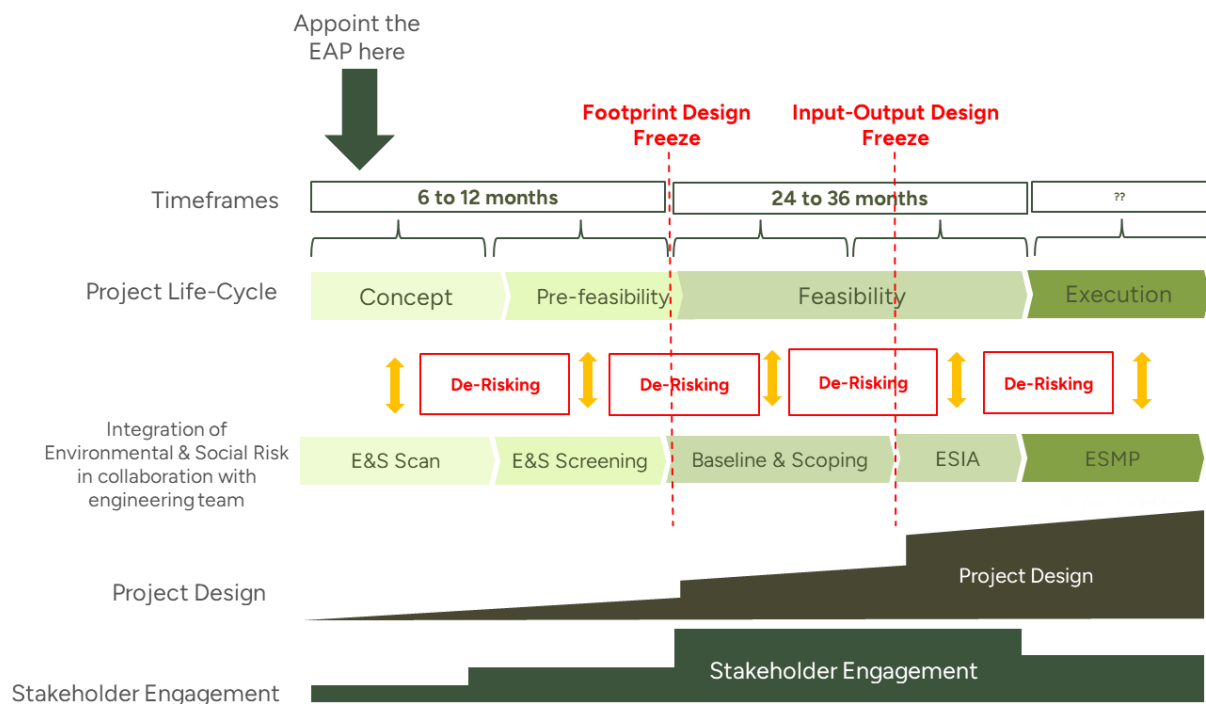 Appoint the
EAP here
Footprint Design
Freeze
Input-Output Design
Freeze
Timeframes
6 to 12 months
24 to 36 months
??
Project Life-Cycle
Concept
Pre-feasibility
Feasibility
Execution
De-Risking
De-Risking
De-Risking
De-Risking
Integration of
Environmental & Social Risk
in collaboration with
engineering team
E&S Scan
E&S Screening
Baseline & Scoping
ESIA
ESMP
Project Design
Project Design
Stakeholder Engagement
Stakeholder Engagement